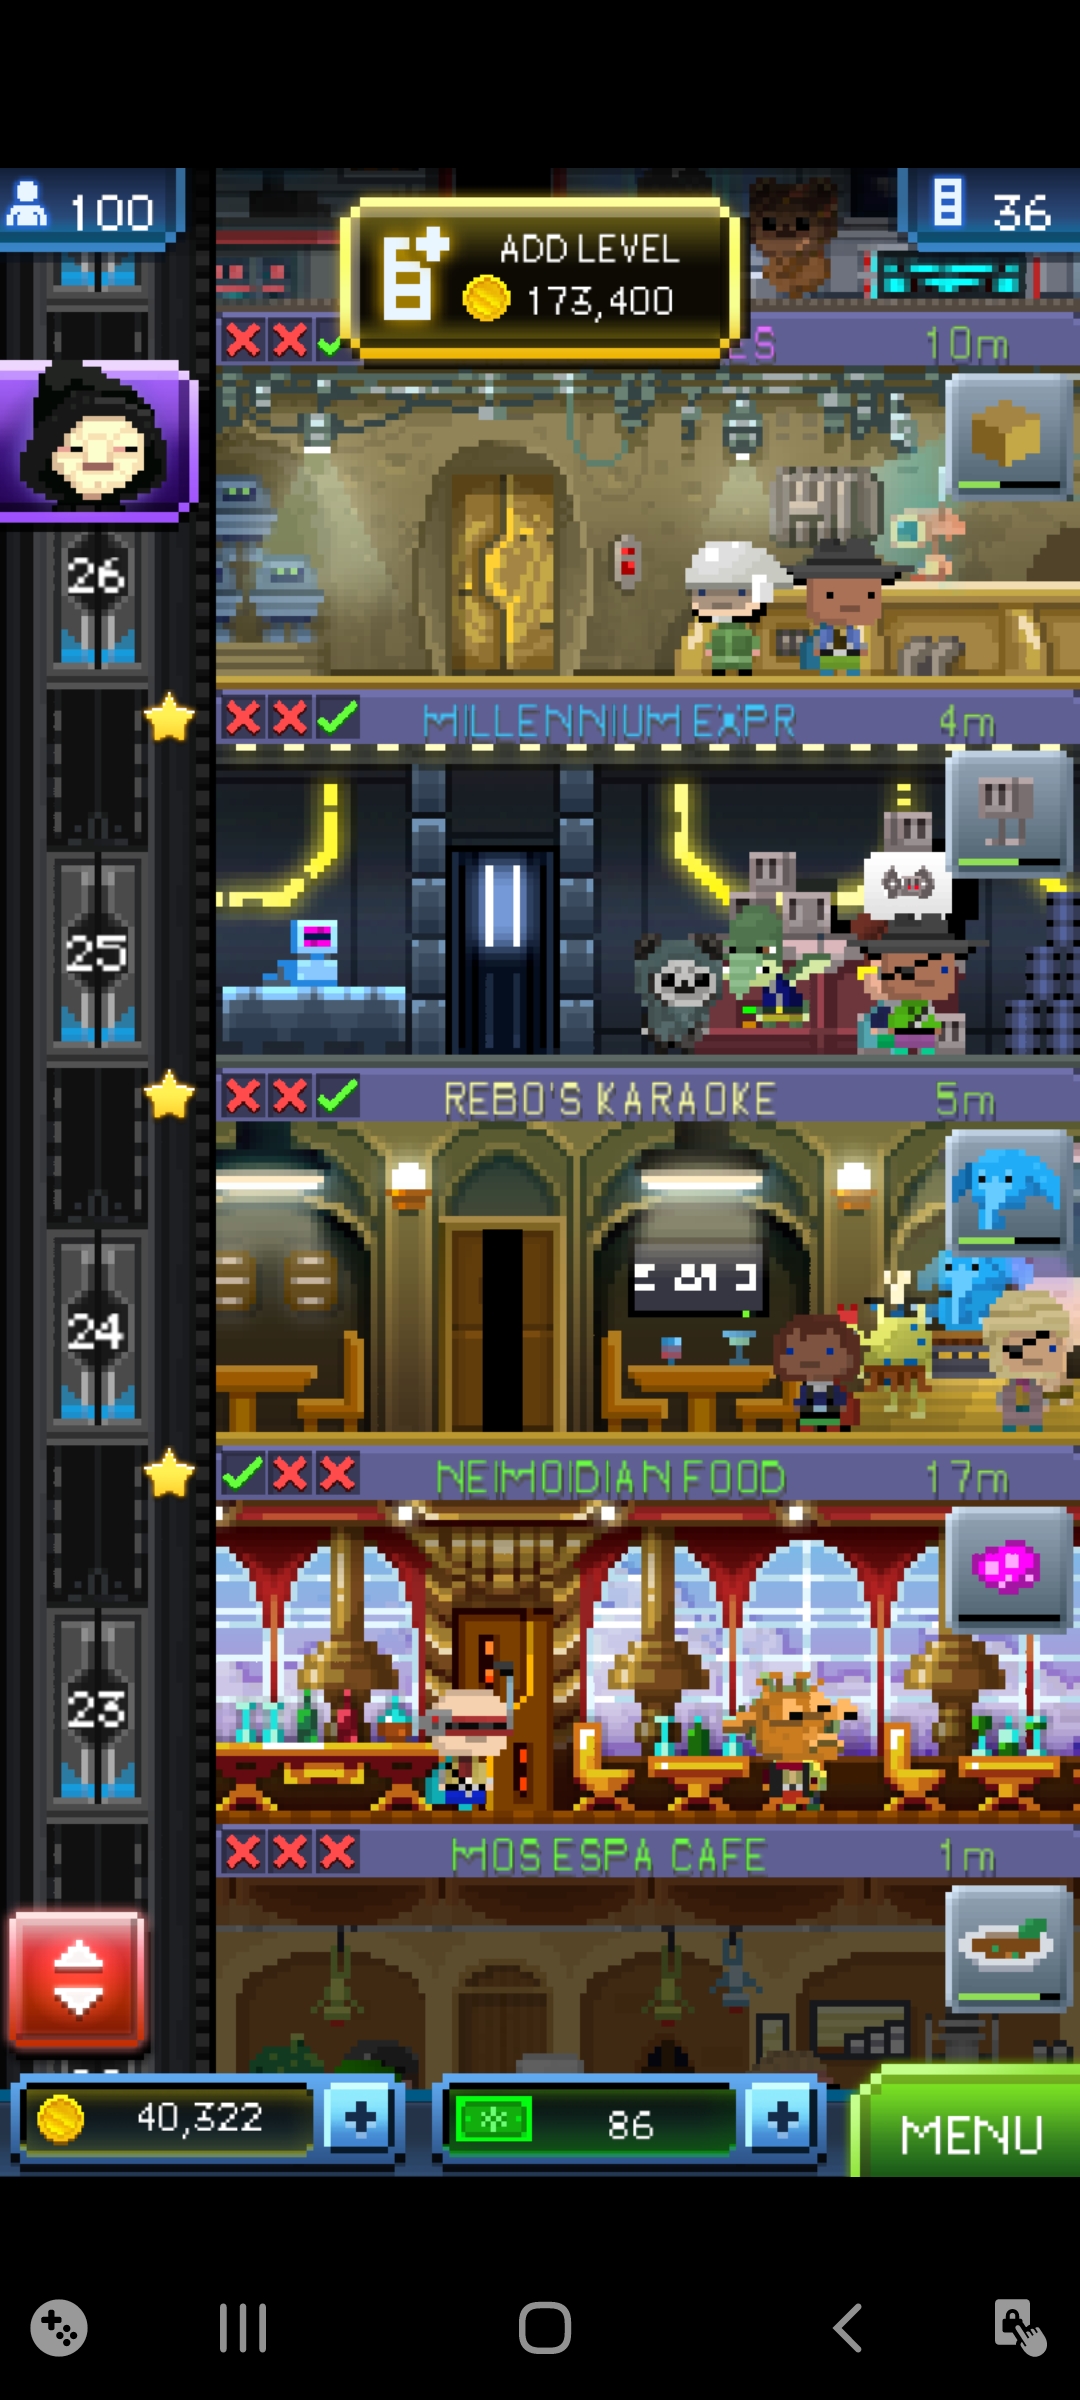 100
ADD LEVEL
173,400
36
10m
26
MILLENNIUM EXPR
4m
25
REBO'S KARAOKE
5m
24
NEIMOIDIAN FOOD
17m
23
MOS ESPA CAFE
1m
40,322
86
MENU